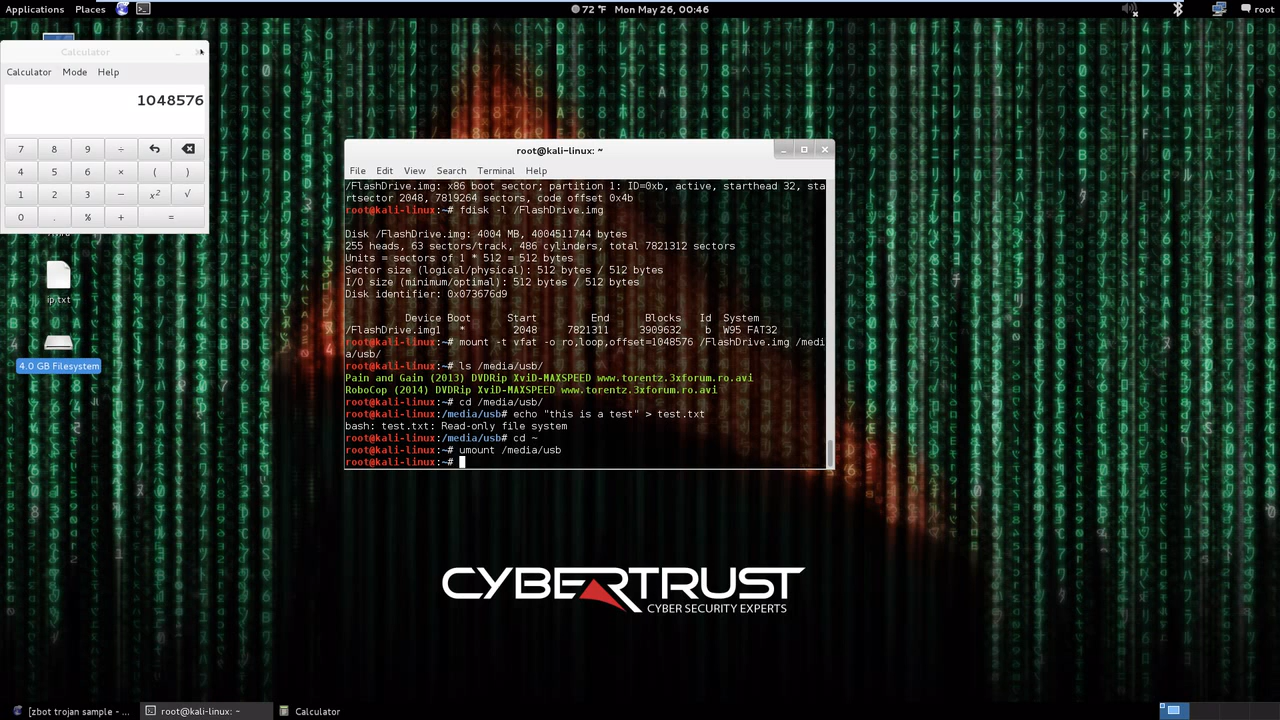 Applications Places 72 °F Mon May 26, 00:46 root
Calculator
Calculator Mode Help
1048576
7 8 9 ÷
4 5 6 × ( )
1 2 3 − x² √
0 . % + =
ip.txt
4.0 GB Filesystem
root@kali-linux: ~
File Edit View Search Terminal Help
/FlashDrive.img: x86 boot sector; partition 1: ID=0xb, active, starthead 32, sta
rtsector 2048, 7819264 sectors, code offset 0x4b
root@kali-linux:~# fdisk -l /FlashDrive.img
Disk /FlashDrive.img: 4004 MB, 4004511744 bytes
255 heads, 63 sectors/track, 486 cylinders, total 7821312 sectors
Units = sectors of 1 * 512 = 512 bytes
Sector size (logical/physical): 512 bytes / 512 bytes
I/O size (minimum/optimal): 512 bytes / 512 bytes
Disk identifier: 0x073676d9
Device Boot Start End Blocks Id System
/FlashDrive.img1 * 2048 7821311 3909632 b W95 FAT32
root@kali-linux:~# mount -t vfat -o ro,loop,offset=1048576 /FlashDrive.img /medi
a/usb/
root@kali-linux:~# ls /media/usb/
Pain and Gain (2013) DVDRip XviD-MAXSPEED www.torentz.3xforum.ro.avi
RoboCop (2014) DVDRip XviD-MAXSPEED www.torentz.3xforum.ro.avi
root@kali-linux:~# cd /media/usb/
root@kali-linux:/media/usb# echo "this is a test" > test.txt
bash: test.txt: Read-only file system
root@kali-linux:/media/usb# cd ~
root@kali-linux:~# umount /media/usb
root@kali-linux:~#
CYBERTRUST
CYBER SECURITY EXPERTS
[zbot trojan sample - ... root@kali-linux: ~ Calculator